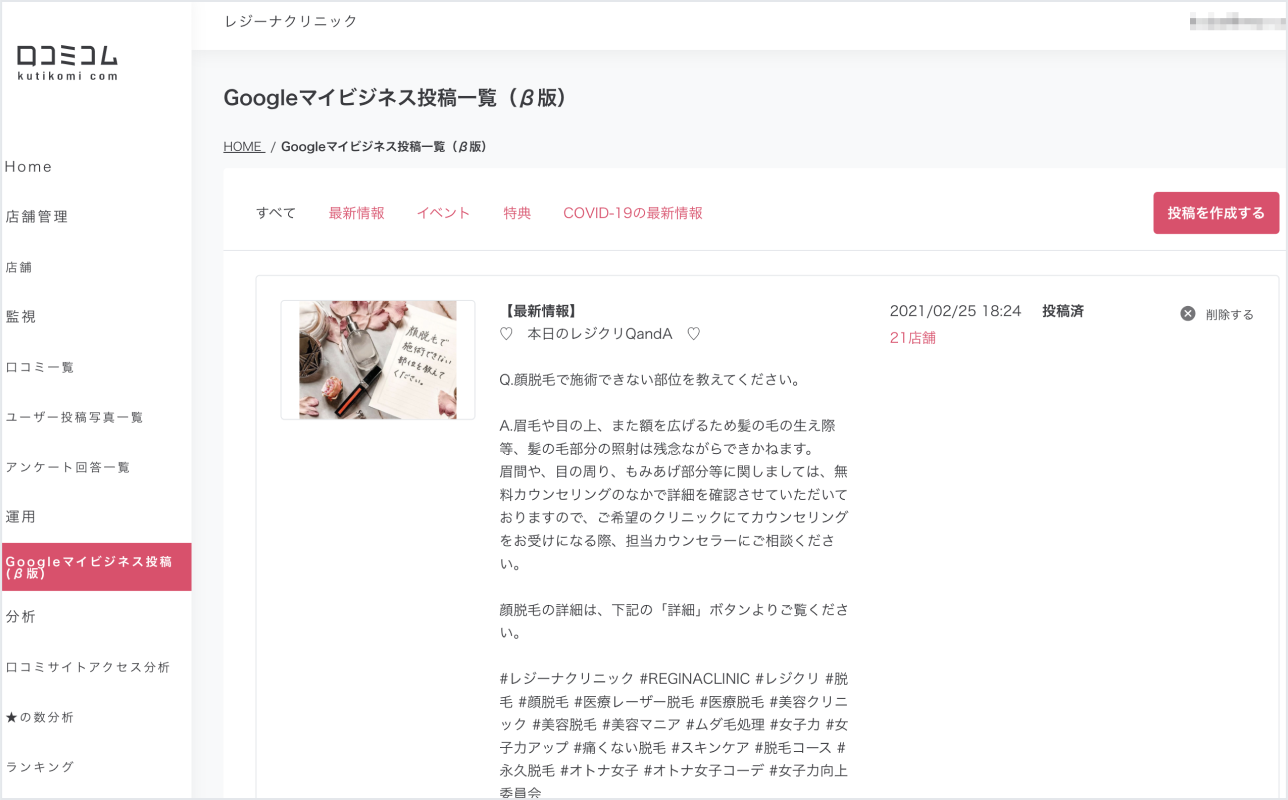 レジーナクリニック
口コミコム
kutikomi com
Home
店舗管理
店舗
監視
口コミ一覧
ユーザー投稿写真一覧
アンケート回答一覧
運用
Googleマイビジネス投稿
(β版)
分析
口コミサイトアクセス分析
★の数分析
ランキング
Googleマイビジネス投稿一覧（β版）
HOME / Googleマイビジネス投稿一覧（β版）
すべて 最新情報 イベント 特典 COVID-19の最新情報
投稿を作成する
顔脱毛で
施術できない
部位を教えて
ください。
【最新情報】
♡ 本日のレジクリQandA ♡
Q.顔脱毛で施術できない部位を教えてください。
A.眉毛や目の上、また額を広げるため髪の毛の生え際
等、髪の毛部分の照射は残念ながらできかねます。
眉間や、目の周り、もみあげ部分等に関しましては、無
料カウンセリングのなかで詳細を確認させていただいて
おりますので、ご希望のクリニックにてカウンセリング
をお受けになる際、担当カウンセラーにご相談くださ
い。
顔脱毛の詳細は、下記の「詳細」ボタンよりご覧くださ
い。
#レジーナクリニック #REGINACLINIC #レジクリ #脱
毛 #顔脱毛 #医療レーザー脱毛 #医療脱毛 #美容クリニ
ック #美容脱毛 #美容マニア #ムダ毛処理 #女子力 #女
子力アップ #痛くない脱毛 #スキンケア #脱毛コース #
永久脱毛 #オトナ女子 #オトナ女子コーデ #女子力向上
委員会
2021/02/25 18:24 投稿済
21店舗
削除する